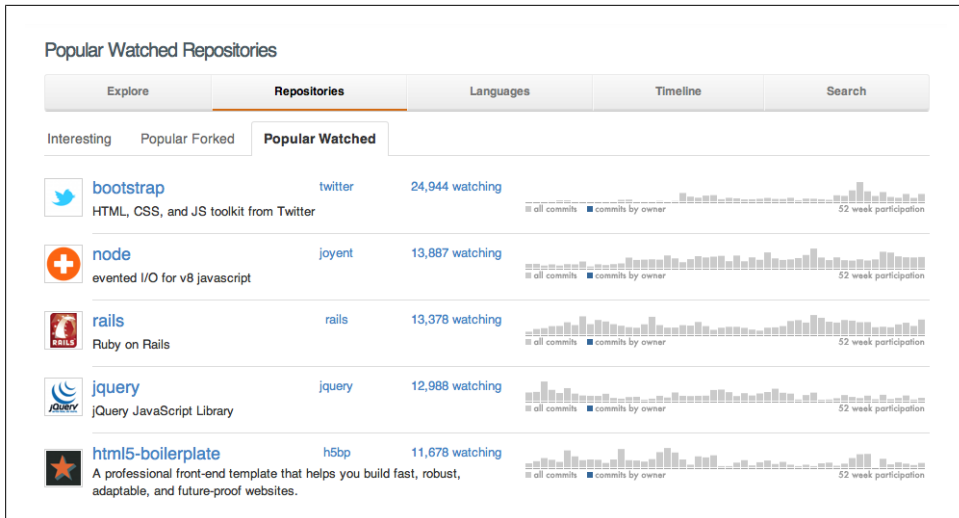 Popular Watched Repositories
Explore Repositories Languages Timeline Search
Interesting Popular Forked Popular Watched
bootstrap twitter 24,944 watching
HTML, CSS, and JS toolkit from Twitter
all commits commits by owner 52 week participation
node joyent 13,887 watching
evented I/O for v8 javascript
all commits commits by owner 52 week participation
RAILS
rails rails 13,378 watching
Ruby on Rails
all commits commits by owner 52 week participation
jQuery
jquery jquery 12,988 watching
jQuery JavaScript Library
all commits commits by owner 52 week participation
html5-boilerplate h5bp 11,678 watching
A professional front-end template that helps you build fast, robust,
adaptable, and future-proof websites.
all commits commits by owner 52 week participation